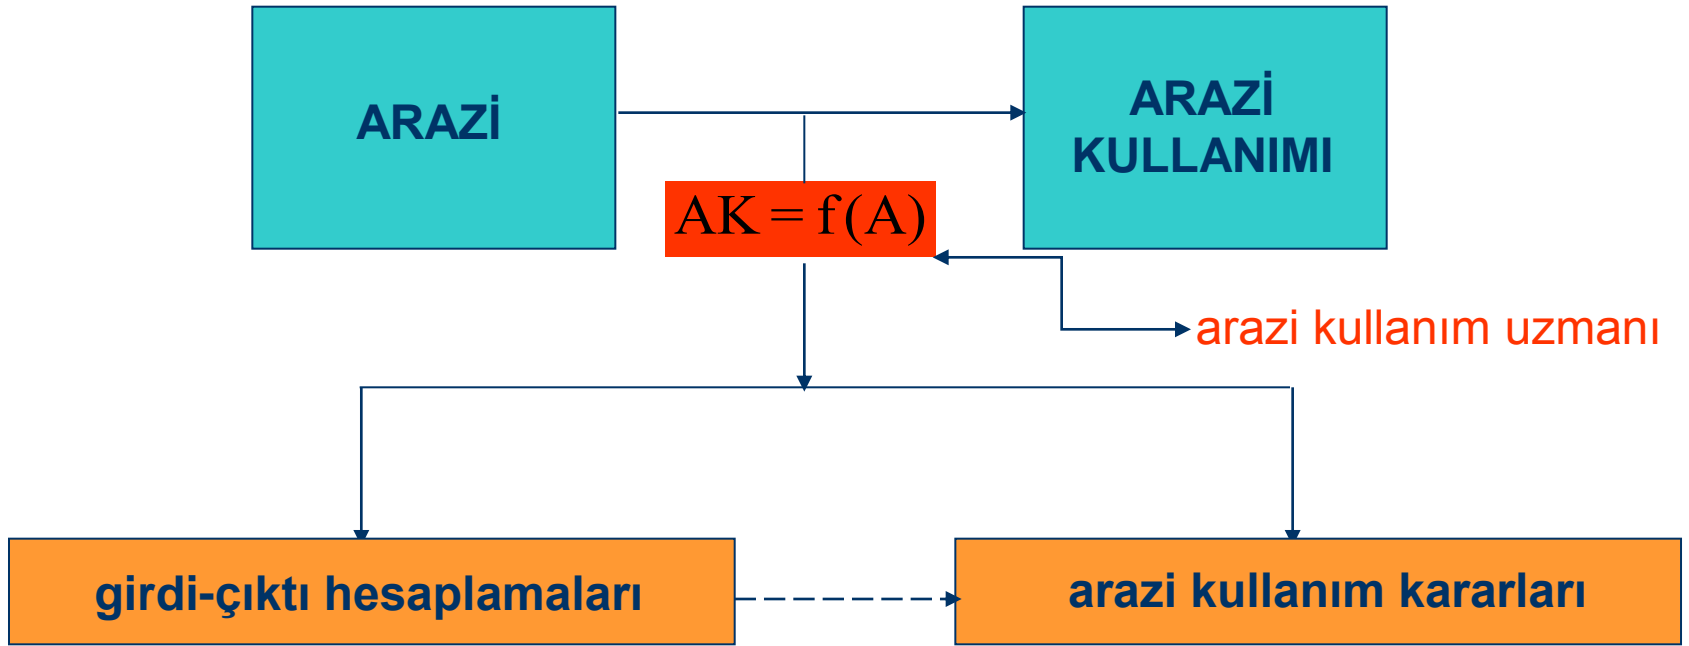 ARAZİ
ARAZİ
KULLANIMI
AK = f (A)
arazi kullanım uzmanı
girdi-çıktı hesaplamaları
arazi kullanım kararları